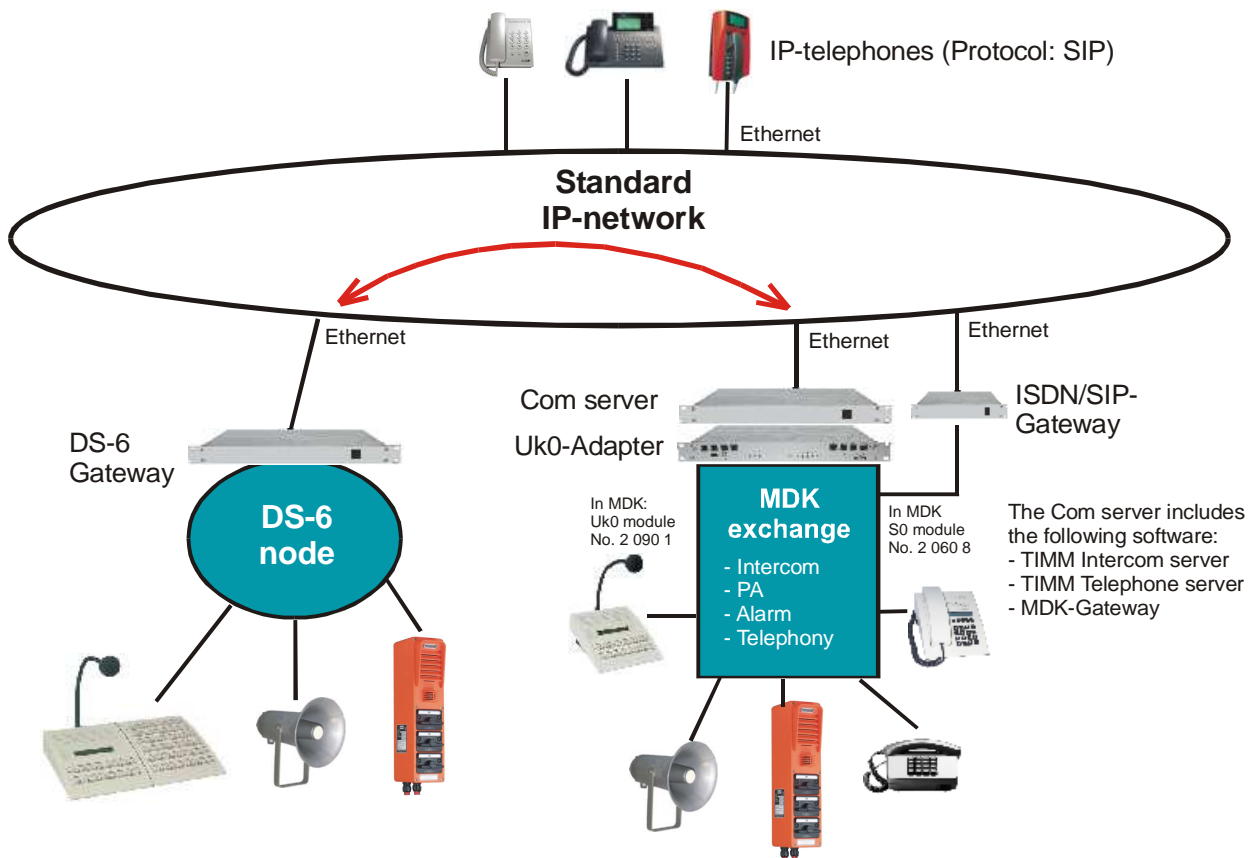 IP-telephones (Protocol: SIP)
Ethernet
Standard
IP-network
Ethernet
Ethernet
Ethernet
Com server
Uk0-Adapter
ISDN/SIP-
Gateway
DS-6
Gateway
DS-6
node
In MDK:
Uk0 module
No. 2 090 1
MDK
exchange
- Intercom
- PA
- Alarm
- Telephony
In MDK
S0 module
No. 2 060 8
The Com server includes
the following software:
- TIMM Intercom server
- TIMM Telephone server
- MDK-Gateway